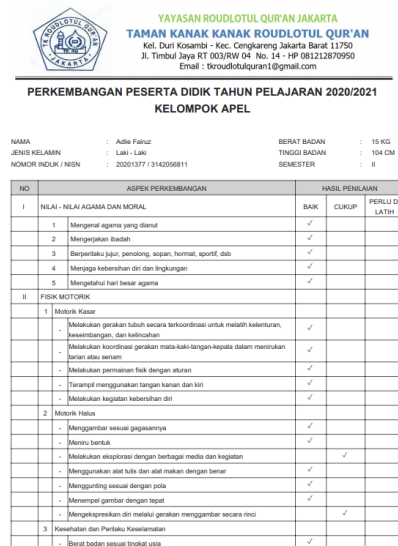 YAYASAN ROUDLOTUL QUR'AN JAKARTA
TAMAN KANAK KANAK ROUDLOTUL QUR'AN
Kel. Duri Kosambi - Kec. Cengkareng Jakarta Barat 11750
Jl. Timbul Jaya RT 003/RW 04 No. 14 - HP 081212870950
Email : tkroudlotulquran1@gmail.com
PERKEMBANGAN PESERTA DIDIK TAHUN PELAJARAN 2020/2021
KELOMPOK APEL
NAMA : Adlie Fairuz BERAT BADAN : 15 KG
JENIS KELAMIN : Laki - Laki TINGGI BADAN : 104 CM
NOMOR INDUK / NISN : 20201377 / 3142056811 SEMESTER : II
NO ASPEK PERKEMBANGAN HASIL PENILAIAN
I NILAI - NILAI AGAMA DAN MORAL BAIK CUKUP PERLU D
LATIH
1 Mengenal agama yang dianut ✓
2 Mengerjakan ibadah ✓
3 Berperilaku jujur, penolong, sopan, hormat, sportif, dsb ✓
4 Menjaga kebersihan diri dan lingkungan ✓
5 Mengetahui hari besar agama ✓
II FISIK MOTORIK
1 Motorik Kasar
- Melakukan gerakan tubuh secara terkoordinasi untuk melatih kelenturan,
keseimbangan, dan kelincahan ✓
- Melakukan koordinasi gerakan mata-kaki-tangan-kepala dalam menirukan
tarian atau senam ✓
- Melakukan permainan fisik dengan aturan ✓
- Terampil menggunakan tangan kanan dan kiri ✓
- Melakukan kegiatan kebersihan diri ✓
2 Motorik Halus
- Menggambar sesuai gagasannya ✓
- Meniru bentuk ✓
- Melakukan eksplorasi dengan berbagai media dan kegiatan ✓
- Menggunakan alat tulis dan alat makan dengan benar ✓
- Menggunting sesuai dengan pola ✓
- Menempel gambar dengan tepat ✓
- Mengekspresikan diri melalui gerakan menggambar secara rinci ✓
3 Kesehatan dan Perilaku Keselamatan
- Berat badan sesuai tingkat usia ✓